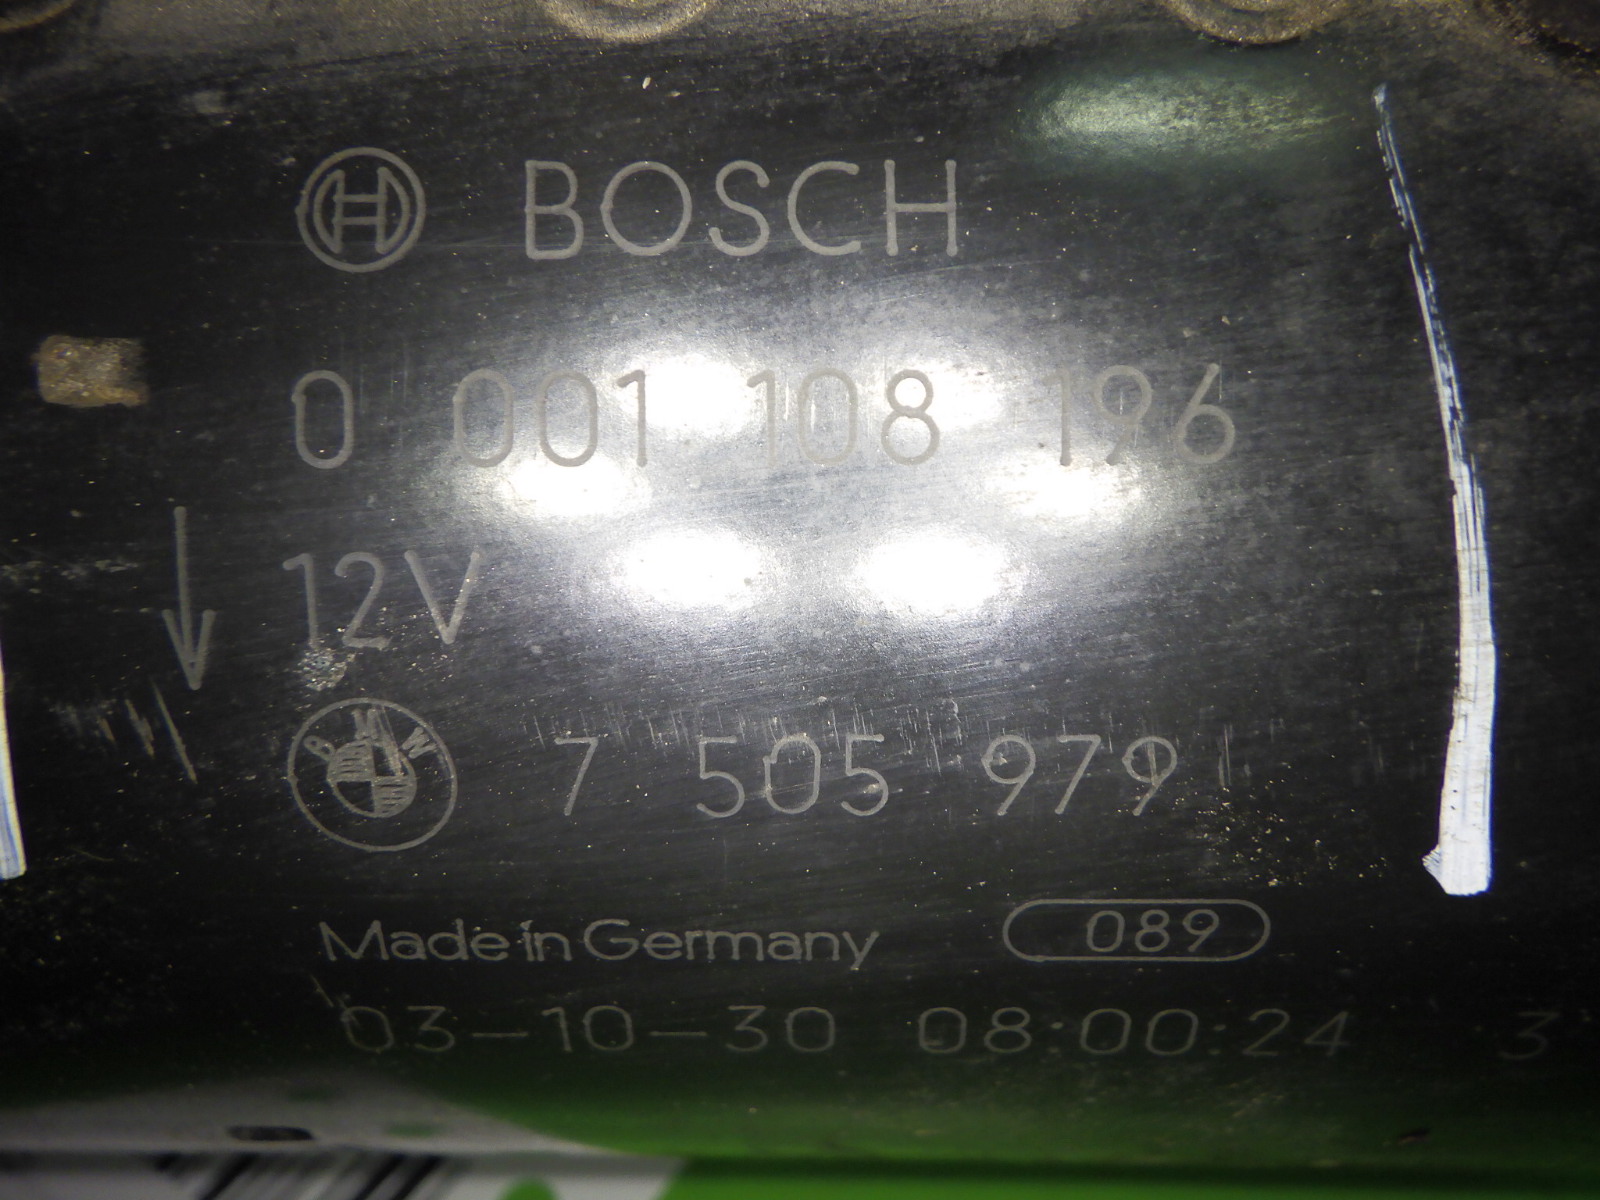 BOSCH
0 001 108 196
12V
BMW 7 505 979
Made in Germany 089
03-10-30 08:00:24 3